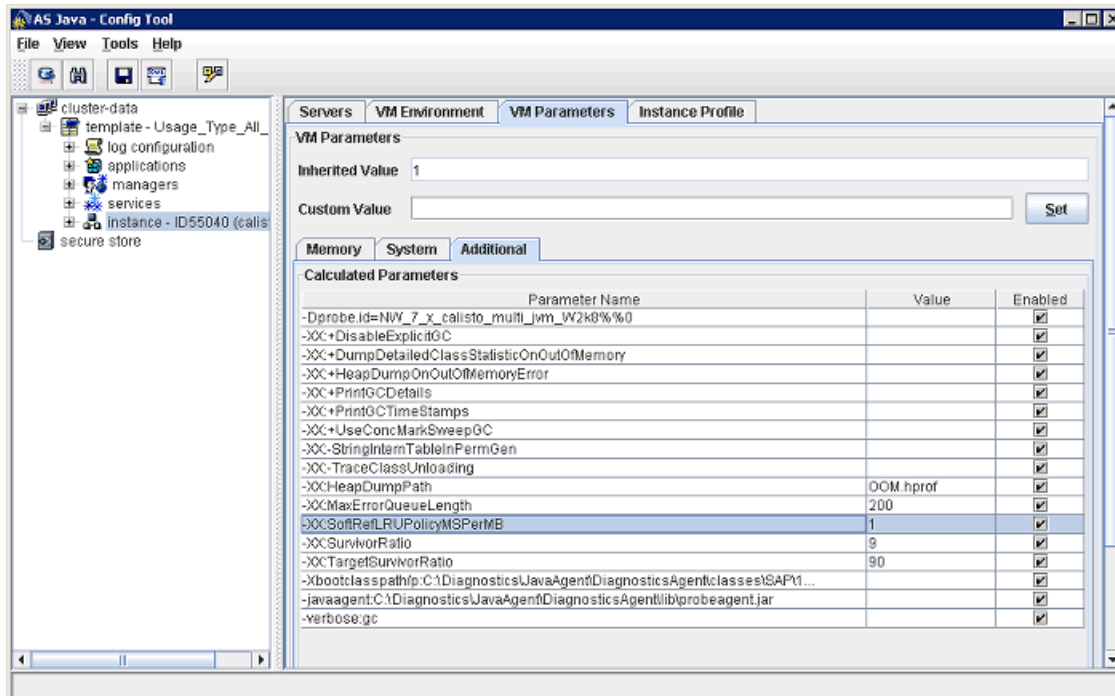 AS Java - Config Tool
File View Tools Help
cluster-data
template - Usage_Type_All_
log configuration
applications
managers
services
instance - ID55040 (calis
secure store
Servers VM Environment VM Parameters Instance Profile
VM Parameters
Inherited Value 1
Custom Value Set
Memory System Additional
Calculated Parameters
Parameter Name Value Enabled
-Dprobe.id=NW_7_x_calisto_multi_jvm_W2k8%%0
-XX:+DisableExplicitGC
-XX:+DumpDetailedClassStatisticOnOutOfMemory
-XX:+HeapDumpOnOutOfMemoryError
-XX:+PrintGCDetails
-XX:+PrintGCTimeStamps
-XX:+UseConcMarkSweepGC
-XX:-StringInternTableInPermGen
-XX:-TraceClassUnloading
-XX:HeapDumpPath OOM.hprof
-XX:MaxErrorQueueLength 200
-XX:SoftRefLRUPolicyMSPerMB 1
-XX:SurvivorRatio 9
-XX:TargetSurvivorRatio 90
-Xbootclasspath/p:C:\Diagnostics\JavaAgent\DiagnosticsAgent\classes\SAP\1...
-javaagent:C:\Diagnostics\JavaAgent\DiagnosticsAgent\lib\probeagent.jar
-verbose:gc